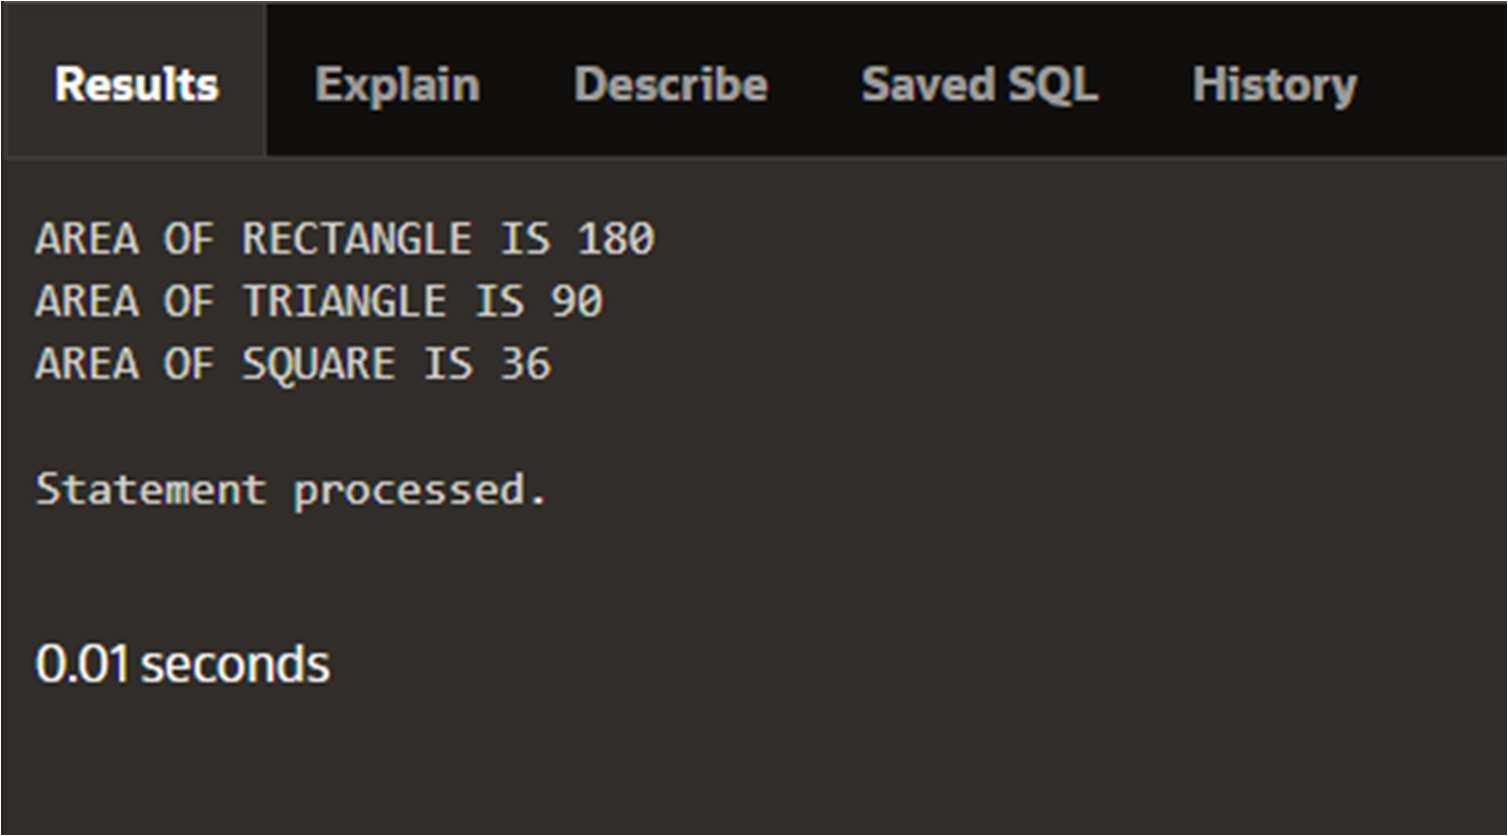 Results Explain Describe Saved SQL History
AREA OF RECTANGLE IS 180
AREA OF TRIANGLE IS 90
AREA OF SQUARE IS 36
Statement processed.
0.01 seconds